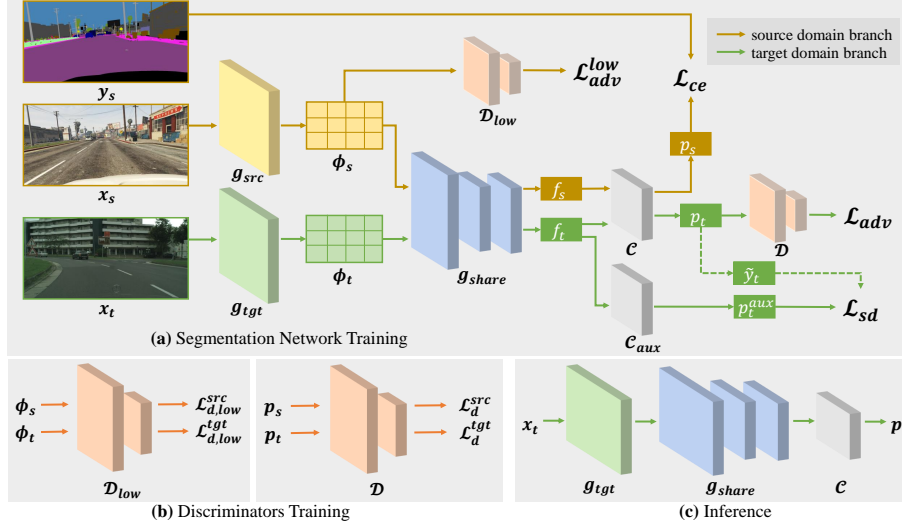 source domain branch
target domain branch
y_s
x_s
x_t
g_src
g_tgt
ϕ_s
ϕ_t
𝒟_low
ℒ_adv^low
ℒ_ce
p_s
g_share
f_s
f_t
𝒞
p_t
𝒟
ℒ_adv
ỹ_t
𝒞_aux
p_t^aux
ℒ_sd
(a) Segmentation Network Training
ϕ_s
ϕ_t
𝒟_low
ℒ_d,low^src
ℒ_d,low^tgt
p_s
p_t
𝒟
ℒ_d^src
ℒ_d^tgt
(b) Discriminators Training
x_t
g_tgt
g_share
𝒞
p
(c) Inference